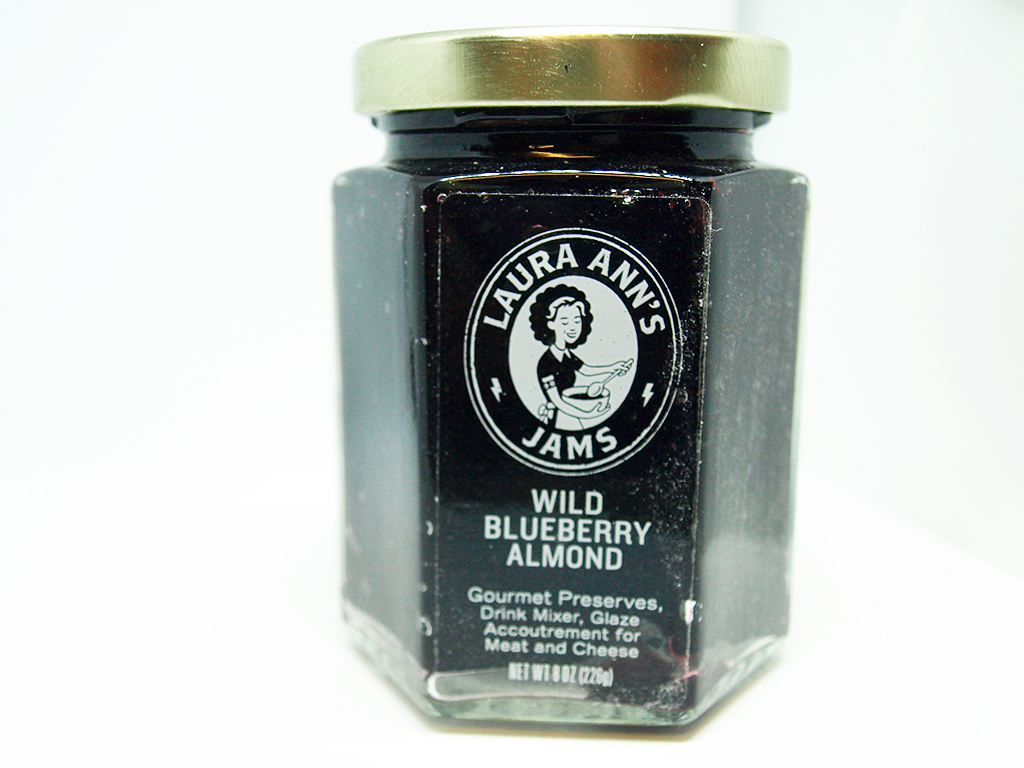 LAURA ANN'S
JAMS
WILD
BLUEBERRY
ALMOND
Gourmet Preserves,
Drink Mixer, Glaze
Accoutrement for
Meat and Cheese
NET WT 8 OZ (226g)